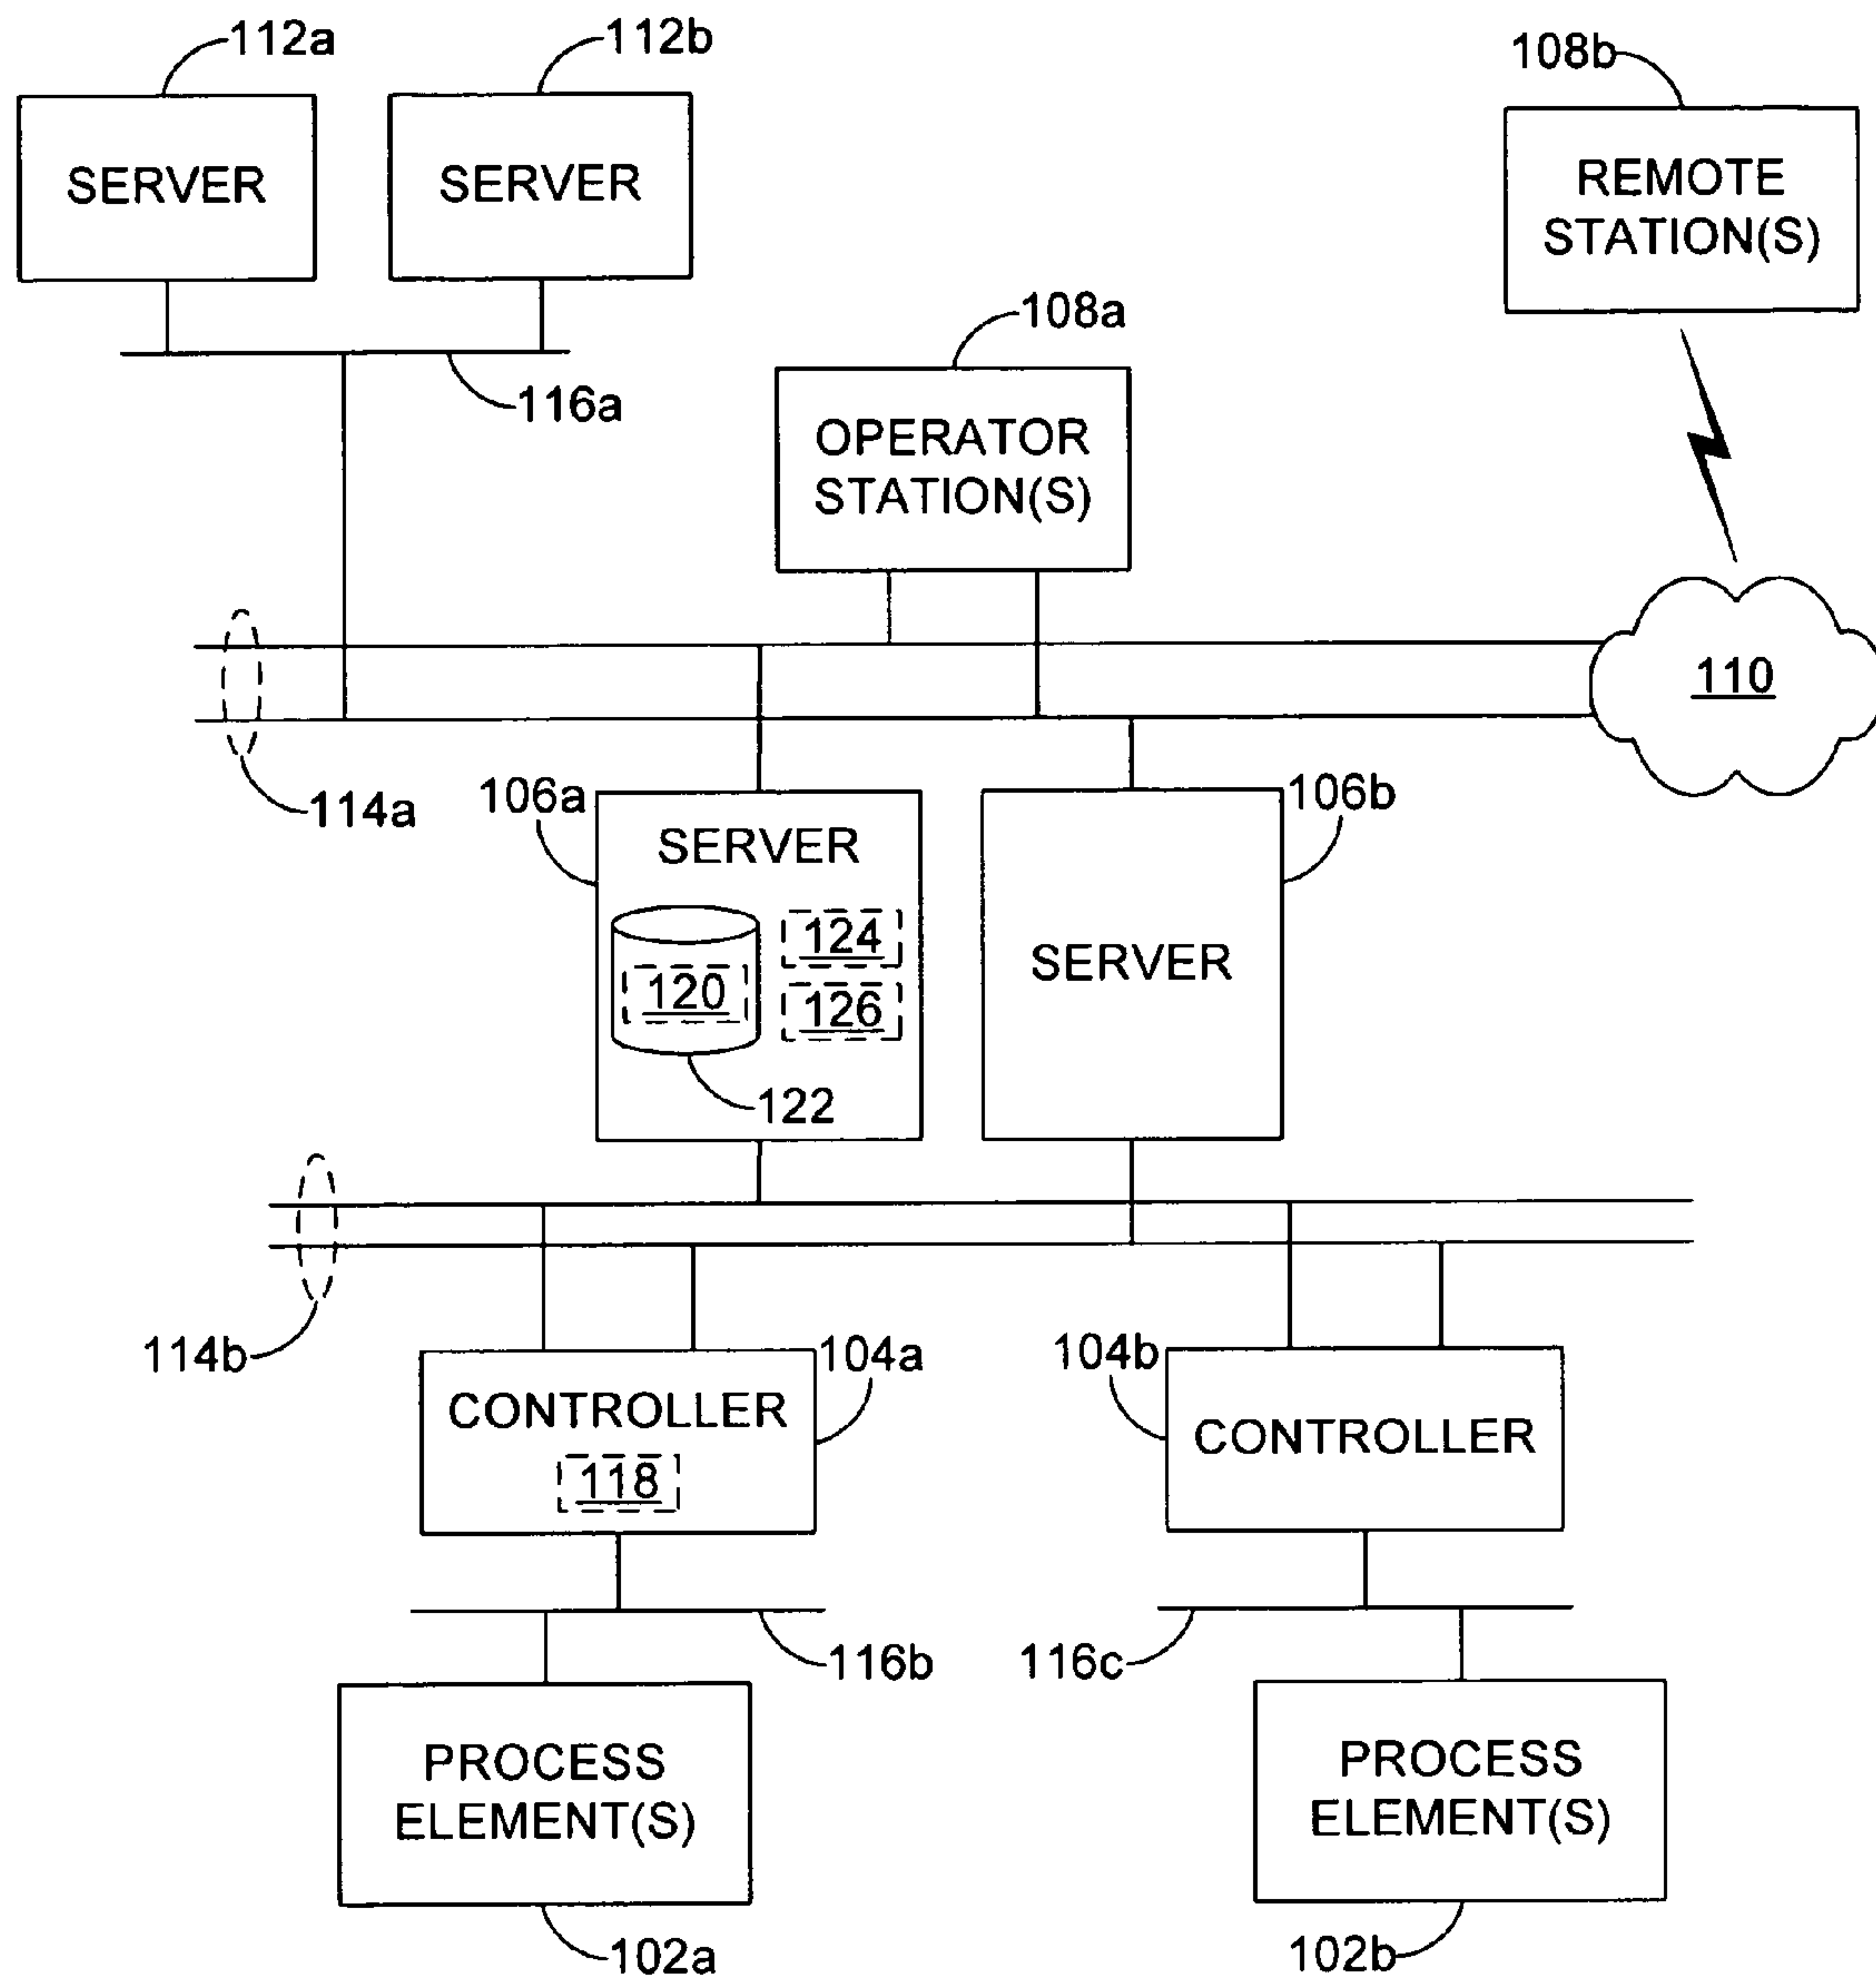 112a
112b
108b
SERVER
SERVER
REMOTE
STATION(S)
108a
116a
OPERATOR
STATION(S)
110
114a
106a
106b
SERVER
124
120
126
SERVER
122
114b
104a
104b
CONTROLLER
118
CONTROLLER
116b
116c
PROCESS
ELEMENT(S)
PROCESS
ELEMENT(S)
102a
102b